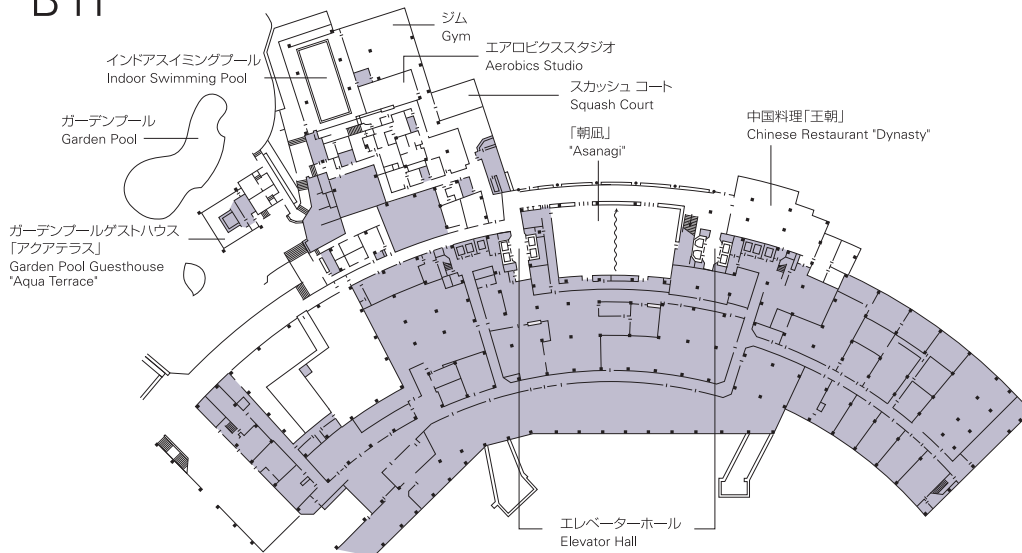 ジム
Gym
エアロビクススタジオ
Aerobics Studio
インドアスイミングプール
Indoor Swimming Pool
スカッシュ コート
Squash Court
ガーデンプール
Garden Pool
「朝凪」
"Asanagi"
中国料理「王朝」
Chinese Restaurant "Dynasty"
ガーデンプールゲストハウス
「アクアテラス」
Garden Pool Guesthouse
"Aqua Terrace"
エレベーターホール
Elevator Hall